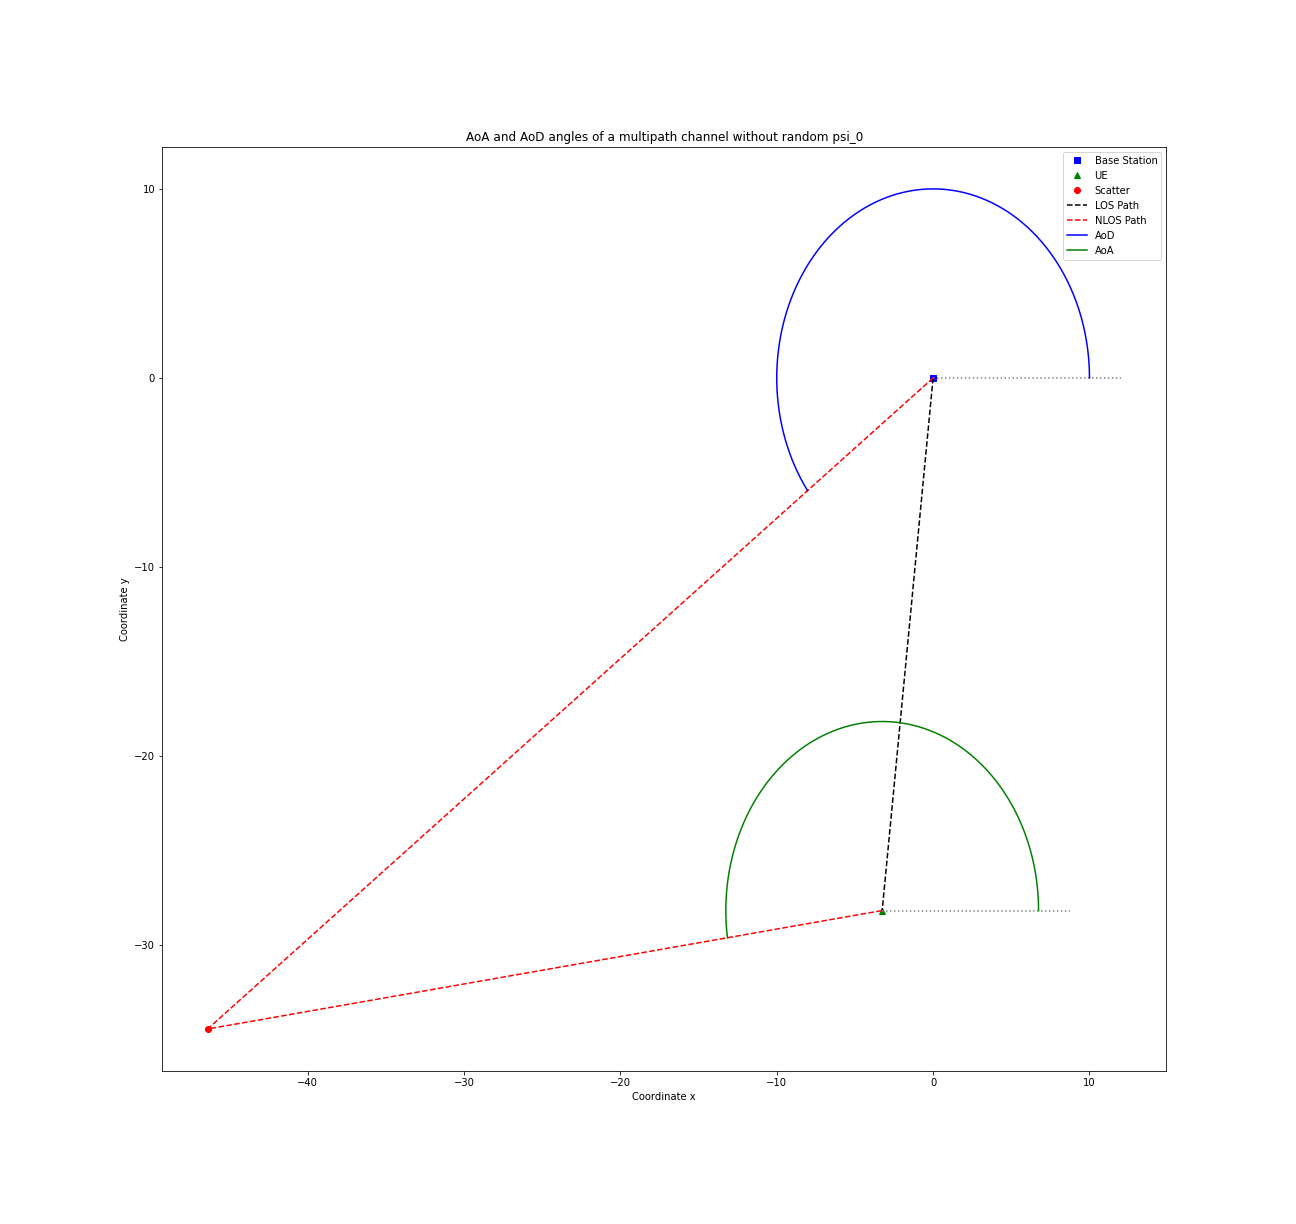 AoA and AoD angles of a multipath channel without random psi_0
Base Station
UE
Scatter
LOS Path
NLOS Path
AoD
AoA
10
0
−10
−20
−30
Coordinate y
−40
−30
−20
−10
0
10
Coordinate x